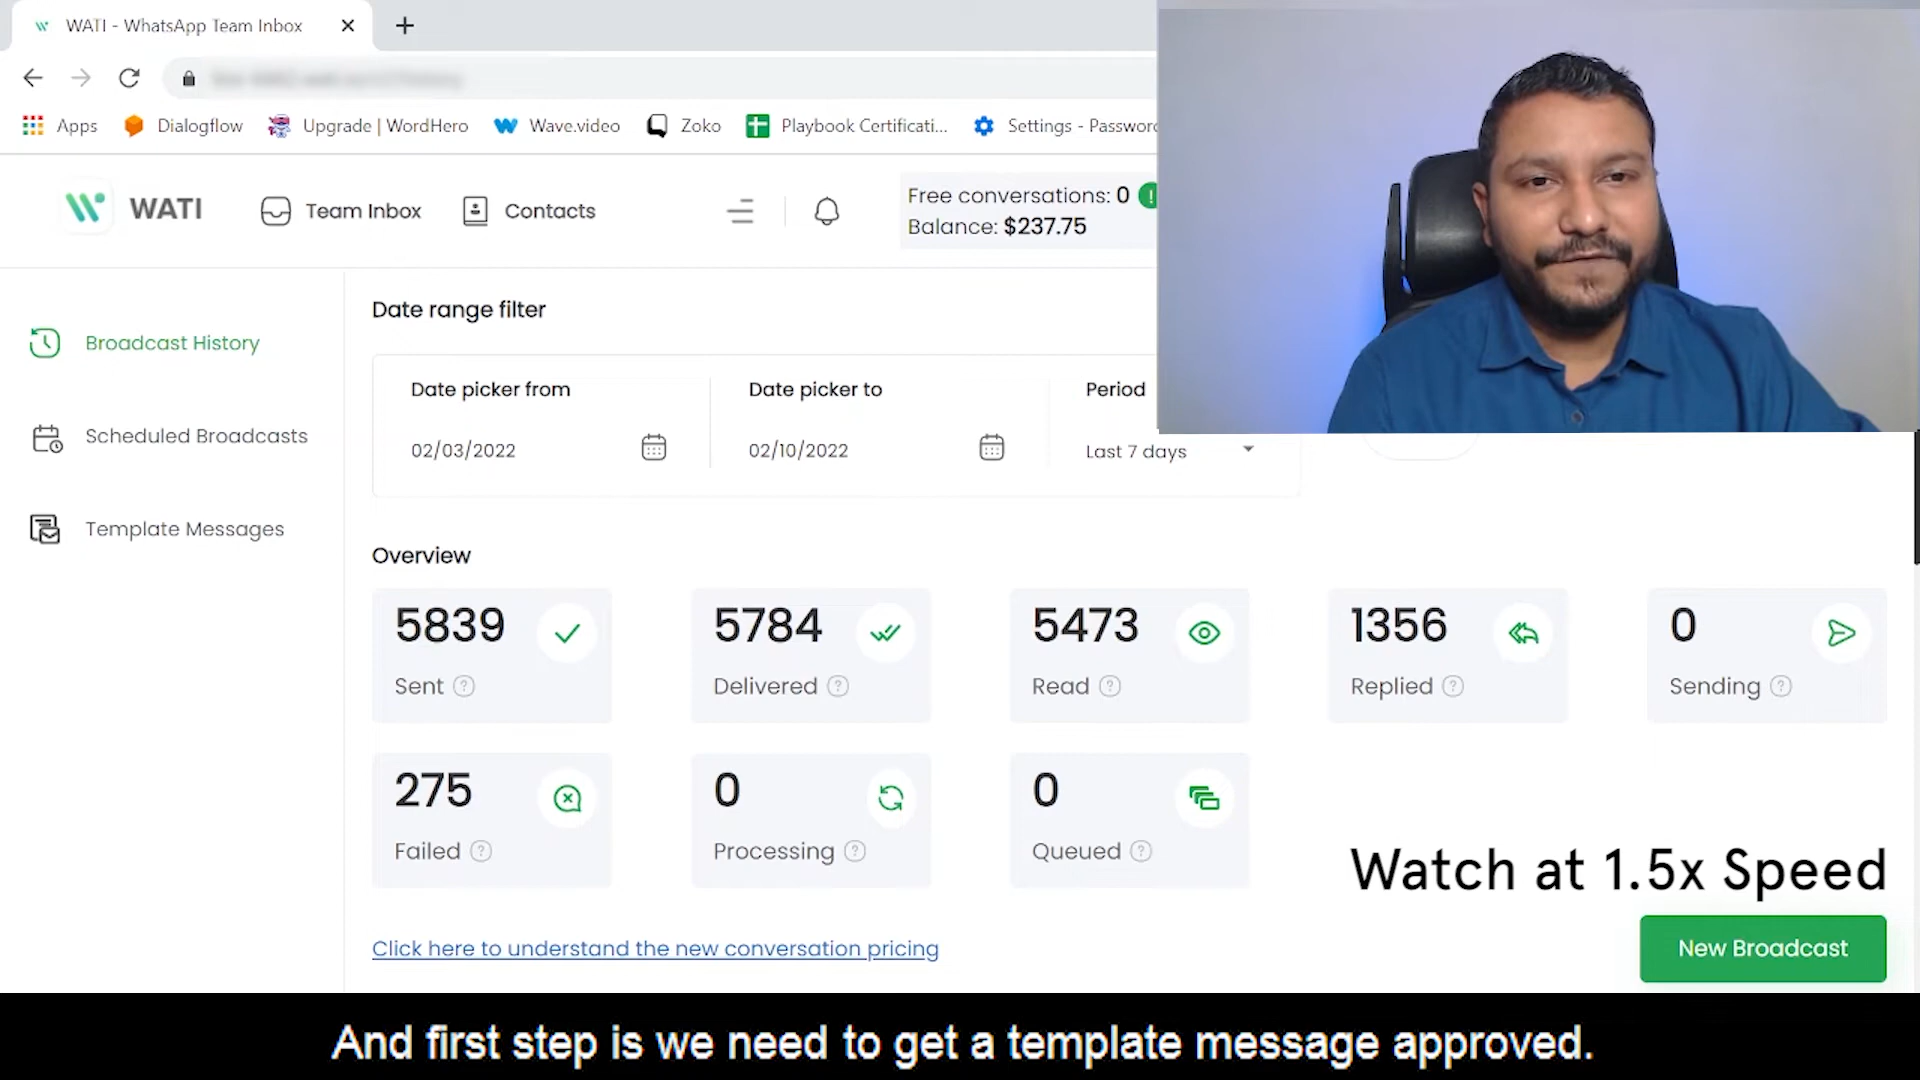 WATI - WhatsApp Team Inbox
Apps Dialogflow Upgrade | WordHero Wave.video Zoko Playbook Certificati... Settings - Password
WATI Team Inbox Contacts
Free conversations: 0
Balance: $237.75
Broadcast History
Scheduled Broadcasts
Template Messages
Date range filter
Date picker from Date picker to Period
02/03/2022 02/10/2022 Last 7 days
Overview
5839 5784 5473 1356 0
Sent Delivered Read Replied Sending
275 0 0
Failed Processing Queued
Watch at 1.5x Speed
Click here to understand the new conversation pricing
New Broadcast
And first step is we need to get a template message approved.